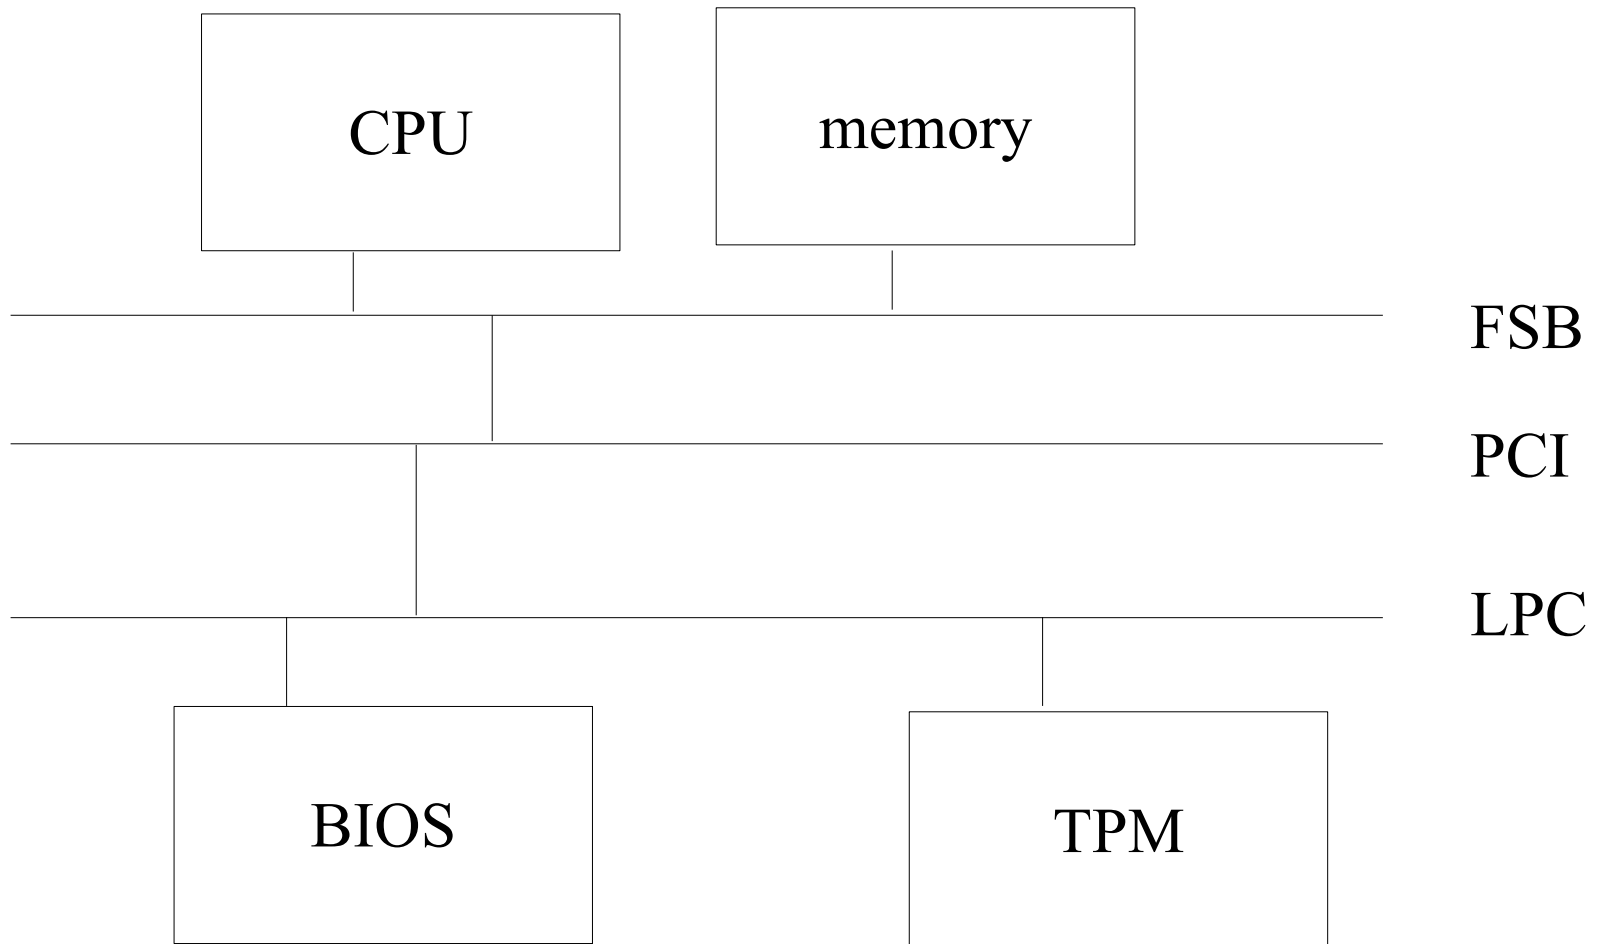 CPU
memory
FSB
PCI
LPC
BIOS
TPM